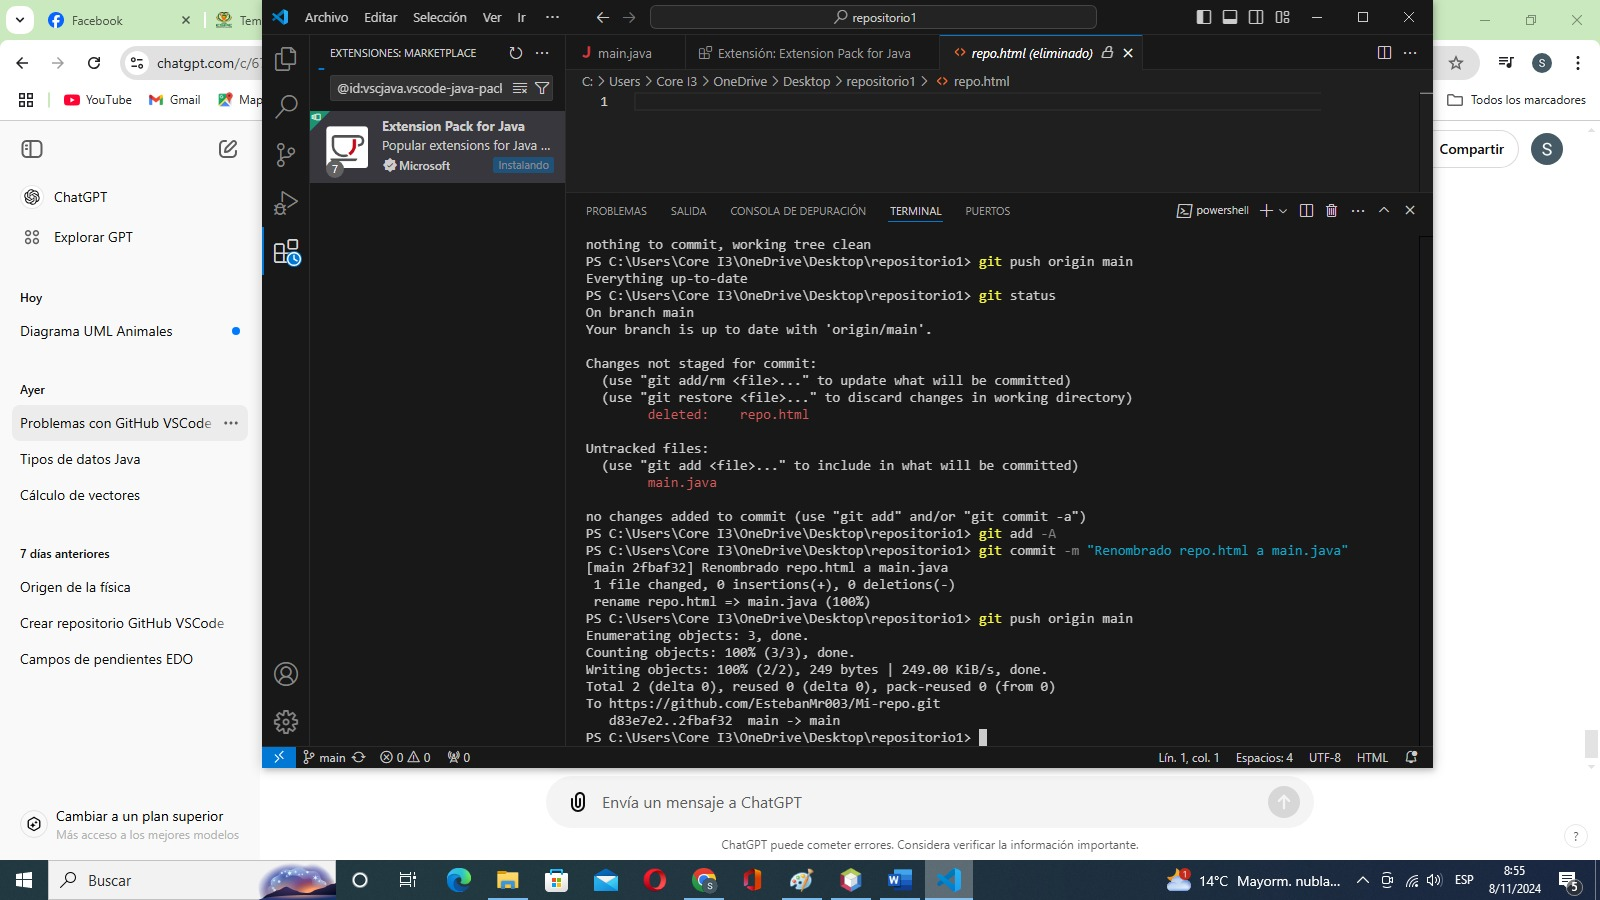 Facebook
Tem
chatgpt.com/c/67
YouTube
Gmail
Map
Todos los marcadores
ChatGPT
Explorar GPT
Hoy
Diagrama UML Animales
Ayer
Problemas con GitHub VSCode
Tipos de datos Java
Cálculo de vectores
7 días anteriores
Origen de la física
Crear repositorio GitHub VSCode
Campos de pendientes EDO
Cambiar a un plan superior
Más acceso a los mejores modelos
Compartir
S
S
Archivo Editar Selección Ver Ir
repositorio1
EXTENSIONES: MARKETPLACE
@id:vscjava.vscode-java-pacl
Extension Pack for Java
Popular extensions for Java ...
Microsoft
Instalando
7
main.java
Extensión: Extension Pack for Java
repo.html (eliminado)
C: > Users > Core I3 > OneDrive > Desktop > repositorio1 > repo.html
1
PROBLEMAS SALIDA CONSOLA DE DEPURACIÓN TERMINAL PUERTOS
powershell
nothing to commit, working tree clean
PS C:\Users\Core I3\OneDrive\Desktop\repositorio1> git push origin main
Everything up-to-date
PS C:\Users\Core I3\OneDrive\Desktop\repositorio1> git status
On branch main
Your branch is up to date with 'origin/main'.
Changes not staged for commit:
(use "git add/rm <file>..." to update what will be committed)
(use "git restore <file>..." to discard changes in working directory)
deleted: repo.html
Untracked files:
(use "git add <file>..." to include in what will be committed)
main.java
no changes added to commit (use "git add" and/or "git commit -a")
PS C:\Users\Core I3\OneDrive\Desktop\repositorio1> git add -A
PS C:\Users\Core I3\OneDrive\Desktop\repositorio1> git commit -m "Renombrado repo.html a main.java"
[main 2fbaf32] Renombrado repo.html a main.java
1 file changed, 0 insertions(+), 0 deletions(-)
rename repo.html => main.java (100%)
PS C:\Users\Core I3\OneDrive\Desktop\repositorio1> git push origin main
Enumerating objects: 3, done.
Counting objects: 100% (3/3), done.
Writing objects: 100% (2/2), 249 bytes | 249.00 KiB/s, done.
Total 2 (delta 0), reused 0 (delta 0), pack-reused 0 (from 0)
To https://github.com/EstebanMr003/Mi-repo.git
d83e7e2..2fbaf32 main -> main
PS C:\Users\Core I3\OneDrive\Desktop\repositorio1>
main
0 0
0
Lín. 1, col. 1
Espacios: 4
UTF-8
HTML
Envía un mensaje a ChatGPT
ChatGPT puede cometer errores. Considera verificar la información importante.
?
Buscar
S
1
14°C Mayorm. nubla...
ESP
8:55
8/11/2024
5